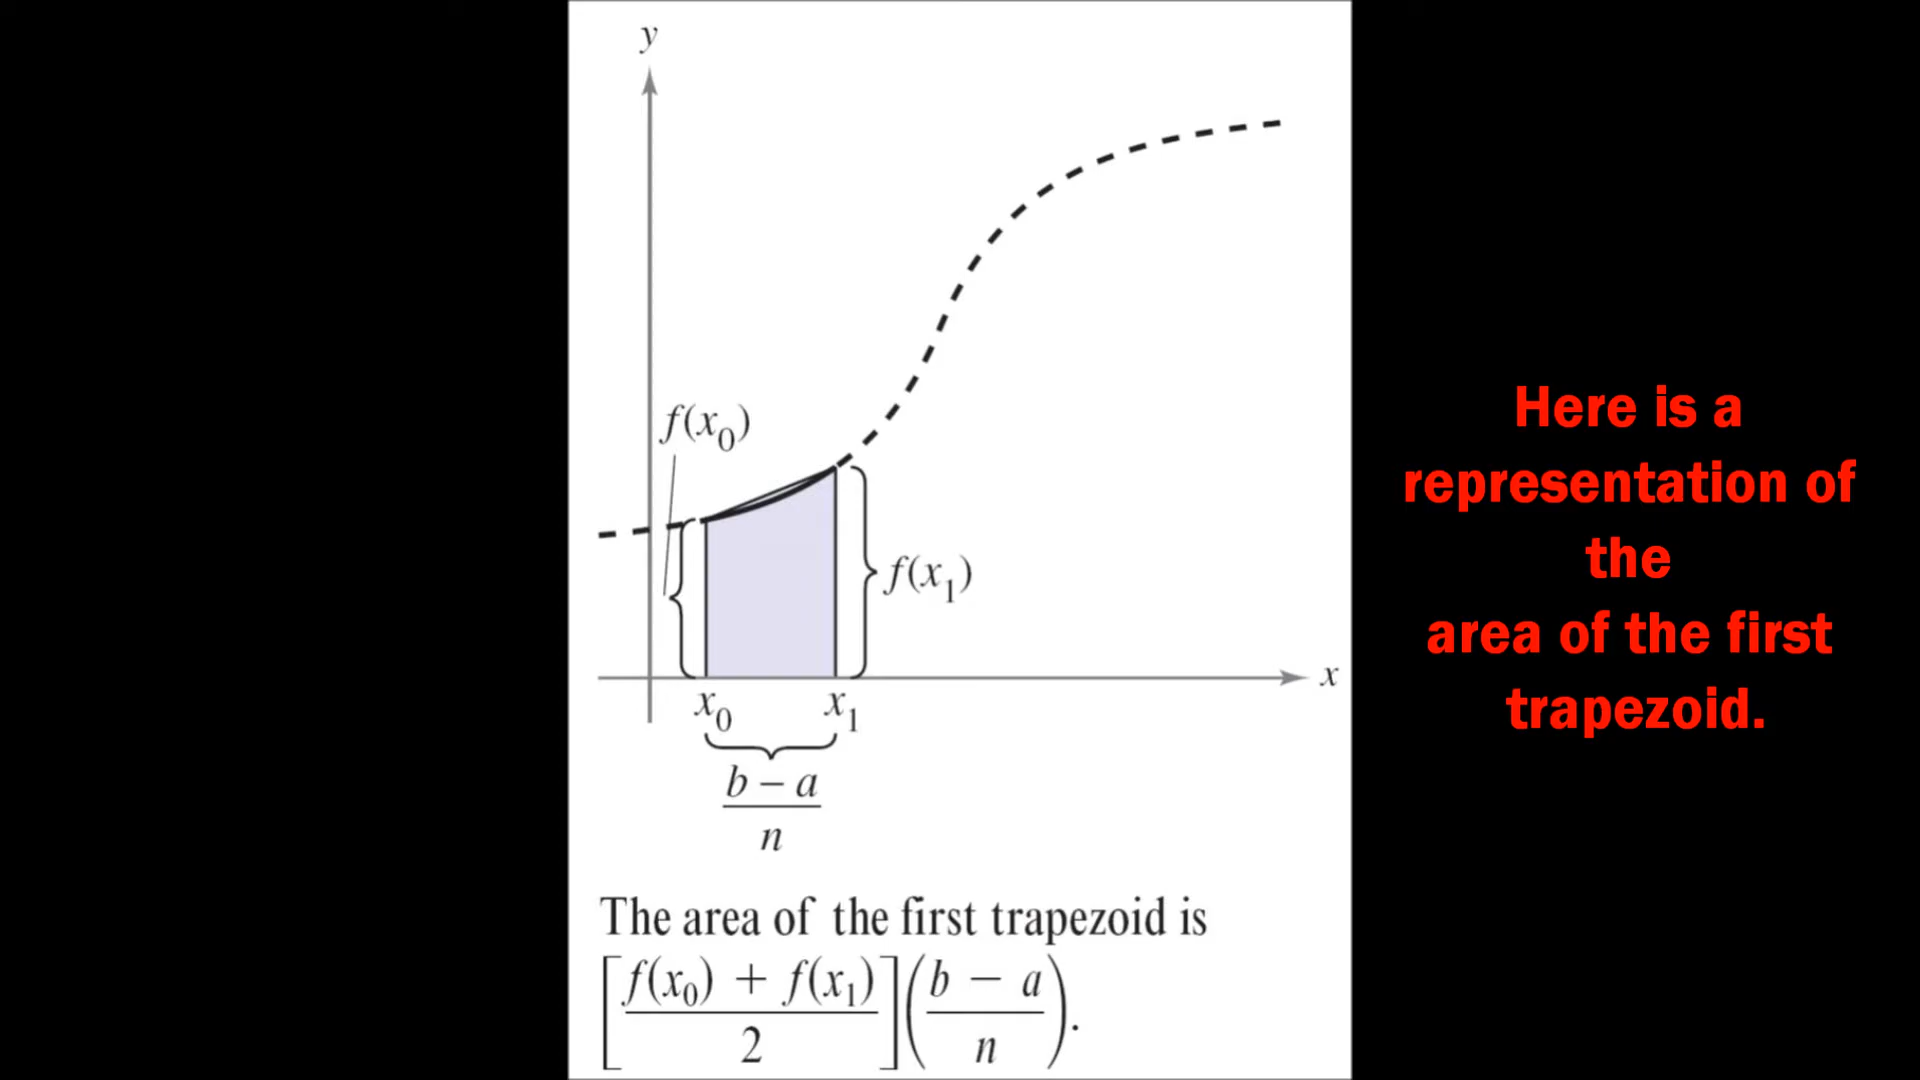 y
f(x₀)
f(x₁)
x
x₀ x₁
b − a
n
The area of the first trapezoid is
[f(x₀) + f(x₁) / 2](b − a / n).
Here is a
representation of
the
area of the first
trapezoid.